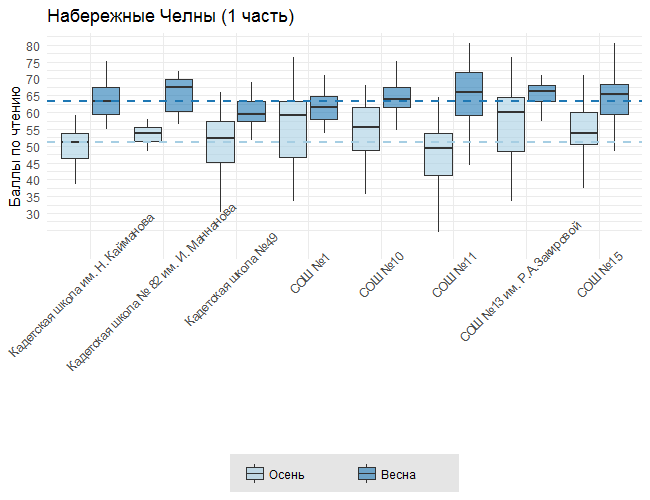 Набережные Челны (1 часть)
Баллы по чтению
80
75
70
65
60
55
50
45
40
35
30
Кадетская школа им. Н. Кайманова
Кадетская школа № 82 им. И. Маннанова
Кадетская школа №49
СОШ №1
СОШ №10
СОШ №11
СОШ №13 им. Р.А.Закировой
СОШ №15
Осень
Весна